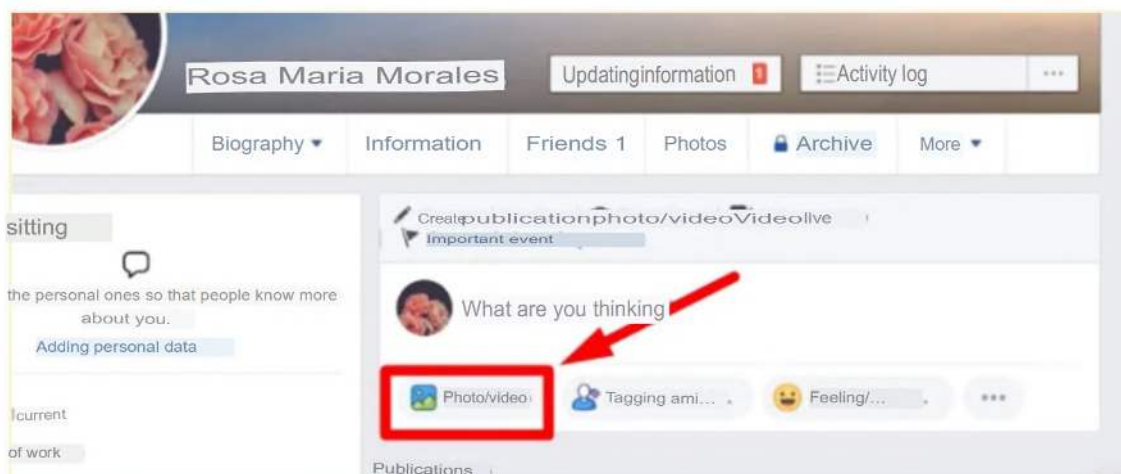 Rosa Maria Morales
Updatinginformation 1
Activity log
Biography
Information
Friends 1
Photos
Archive
More
sitting
the personal ones so that people know more
about you.
Adding personal data
current
of work
Createpublicationphoto/videoVideolive
Important event
What are you thinking
Photo/video
Tagging ami...
Feeling/...
Publications